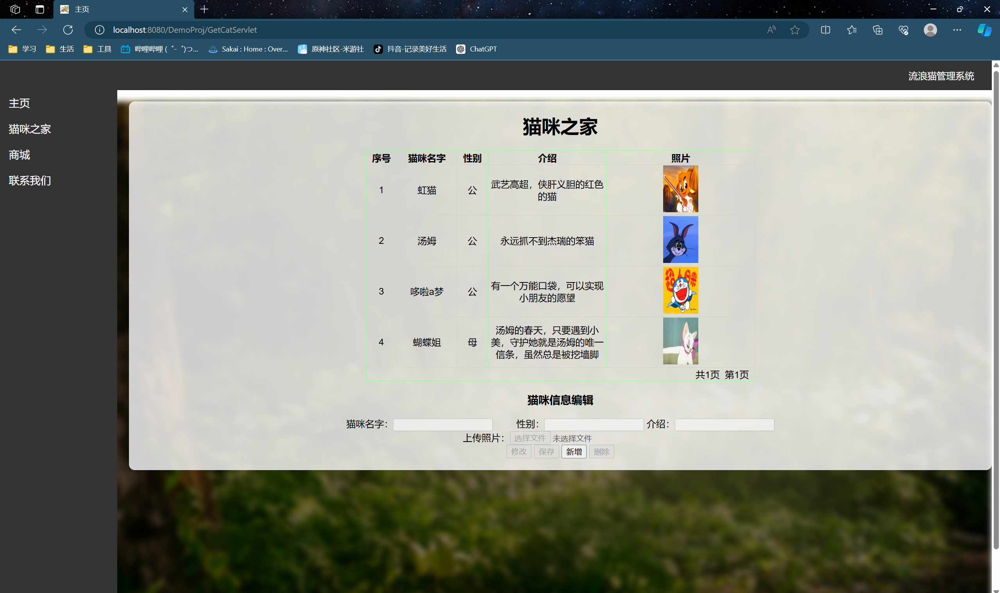 主页
localhost:8080/DemoProj/GetCatServlet
学习 生活 工具 哔哩哔哩 (゜-゜)つ... Sakai : Home : Over... 原神社区-米游社 抖音-记录美好生活 ChatGPT
流浪猫管理系统
主页
猫咪之家
商城
联系我们
猫咪之家
序号 猫咪名字 性别 介绍 照片
1 虹猫 公 武艺高超，侠肝义胆的红色
的猫
2 汤姆 公 永远抓不到杰瑞的笨猫
3 哆啦a梦 公 有一个万能口袋，可以实现
小朋友的愿望
4 蝴蝶姐 母 汤姆的春天，只要遇到小
美，守护她就是汤姆的唯一
信条，虽然总是被挖墙脚
共1页 第1页
猫咪信息编辑
猫咪名字： 性别： 介绍：
上传照片： 选择文件 未选择文件
修改 保存 新增 删除